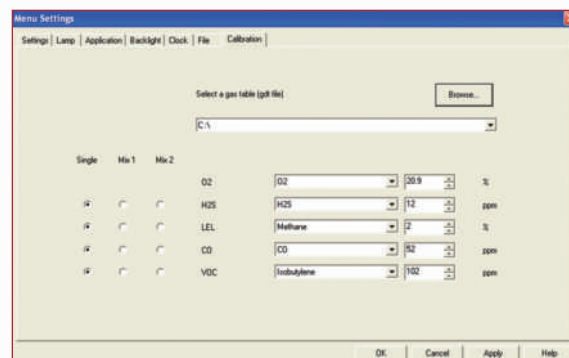 Menu Settings
Settings Lamp Application Backlight Clock File Calibration
Select a gas table (gdt file) Browse...
C:\
Single Mix 1 Mix 2
O2 O2 20.9 %
H2S H2S 12 ppm
LEL Methane 2 %
CO CO 52 ppm
VOC Isobutylene 102 ppm
OK Cancel Apply Help